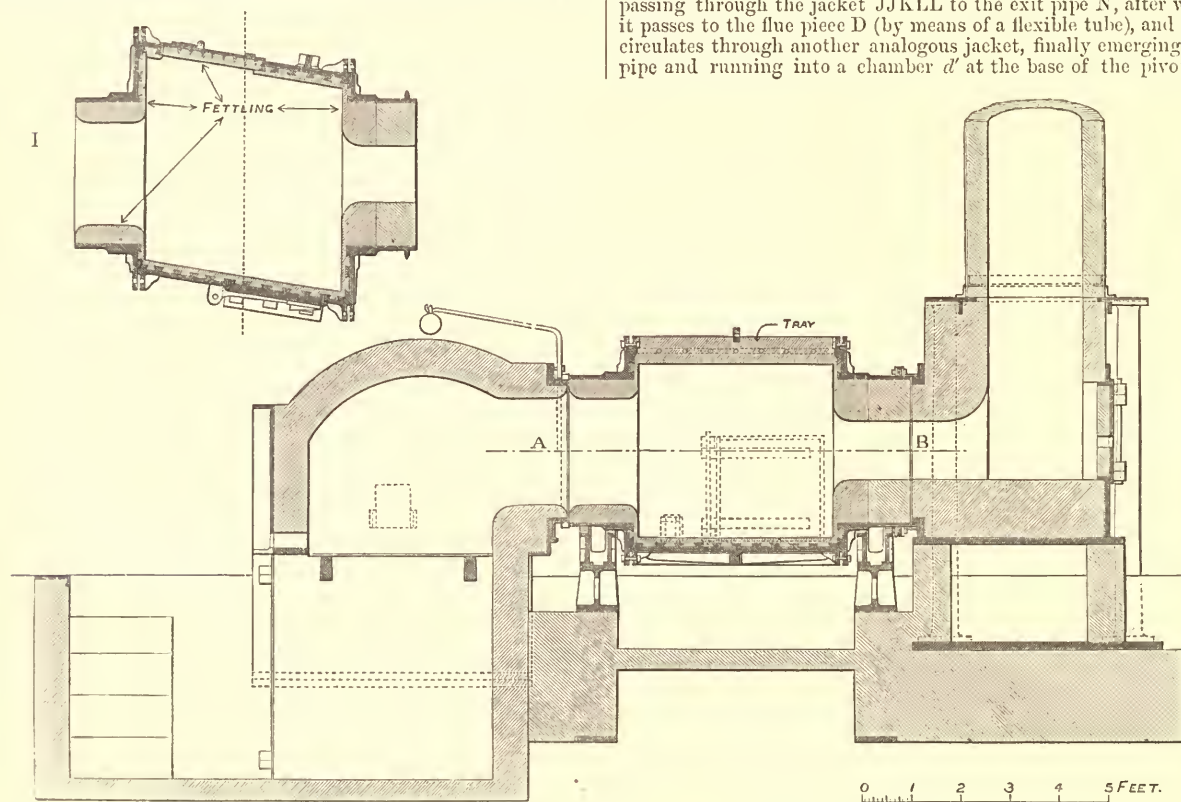 passing through the jacket JJKLL to the exit pipe N, after
it passes to the flue piece D (by means of a flexible tube), and
circulates through another analogous jacket, finally emerging
pipe and running into a chamber d′ at the base of the
I
FETTLING
TRAY
A
B
0 1 2 3 4 5 FEET.